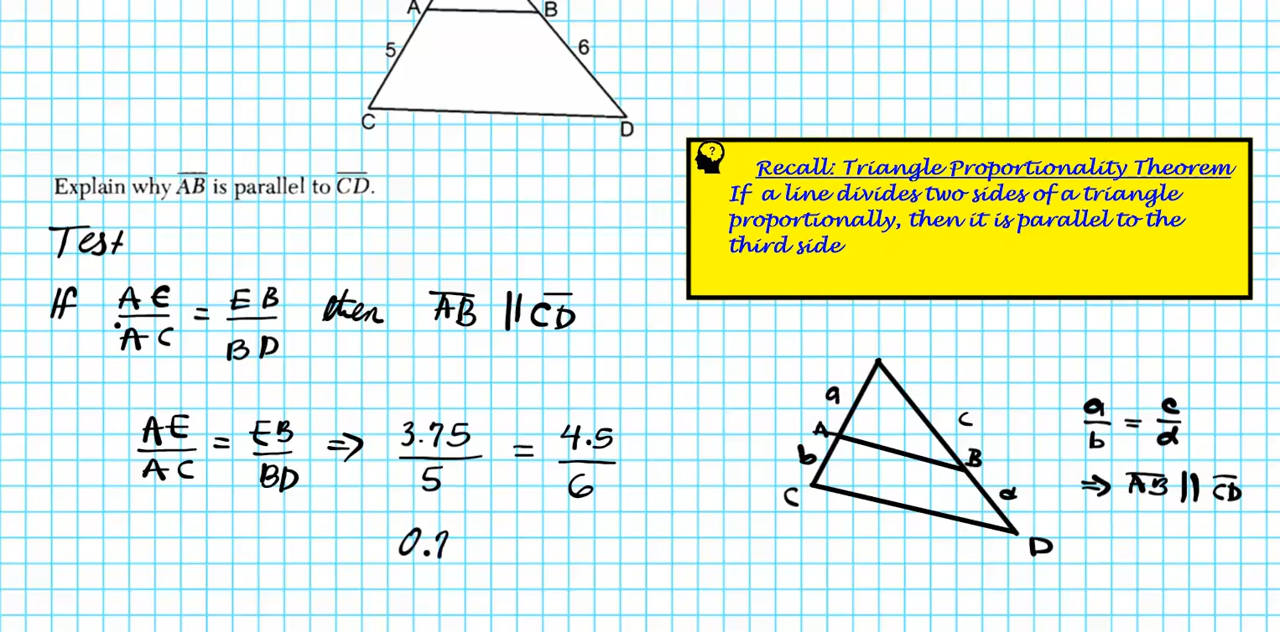 A B
5 6
C D
Explain why AB is parallel to CD.
Test
If AE/AC = EB/BD then AB || CD
AE/AC = EB/BD ⇒ 3.75/5 = 4.5/6
0.7
?
Recall: Triangle Proportionality Theorem
If a line divides two sides of a triangle
proportionally, then it is parallel to the
third side
a c
A B
b d
C D
a/b = c/d
⇒ AB || CD